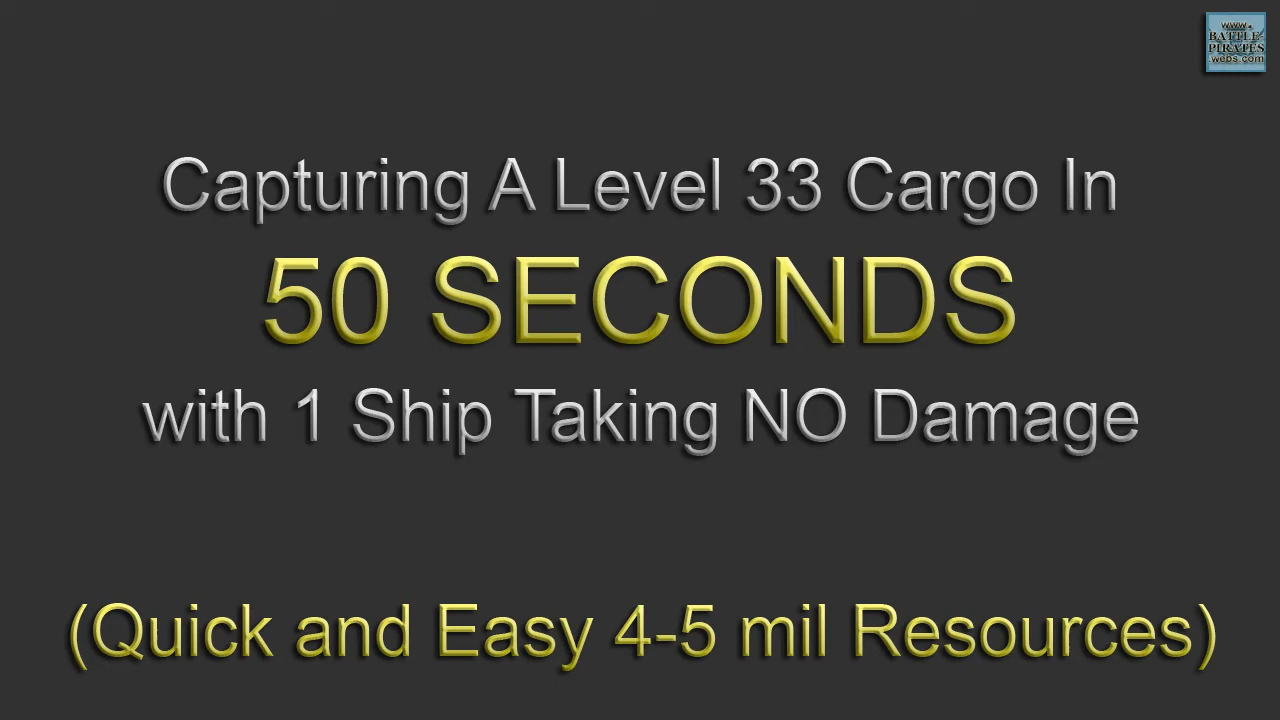 www.
BATTLE-
PIRATES
.webs.com
Capturing A Level 33 Cargo In
50 SECONDS
with 1 Ship Taking NO Damage
(Quick and Easy 4-5 mil Resources)